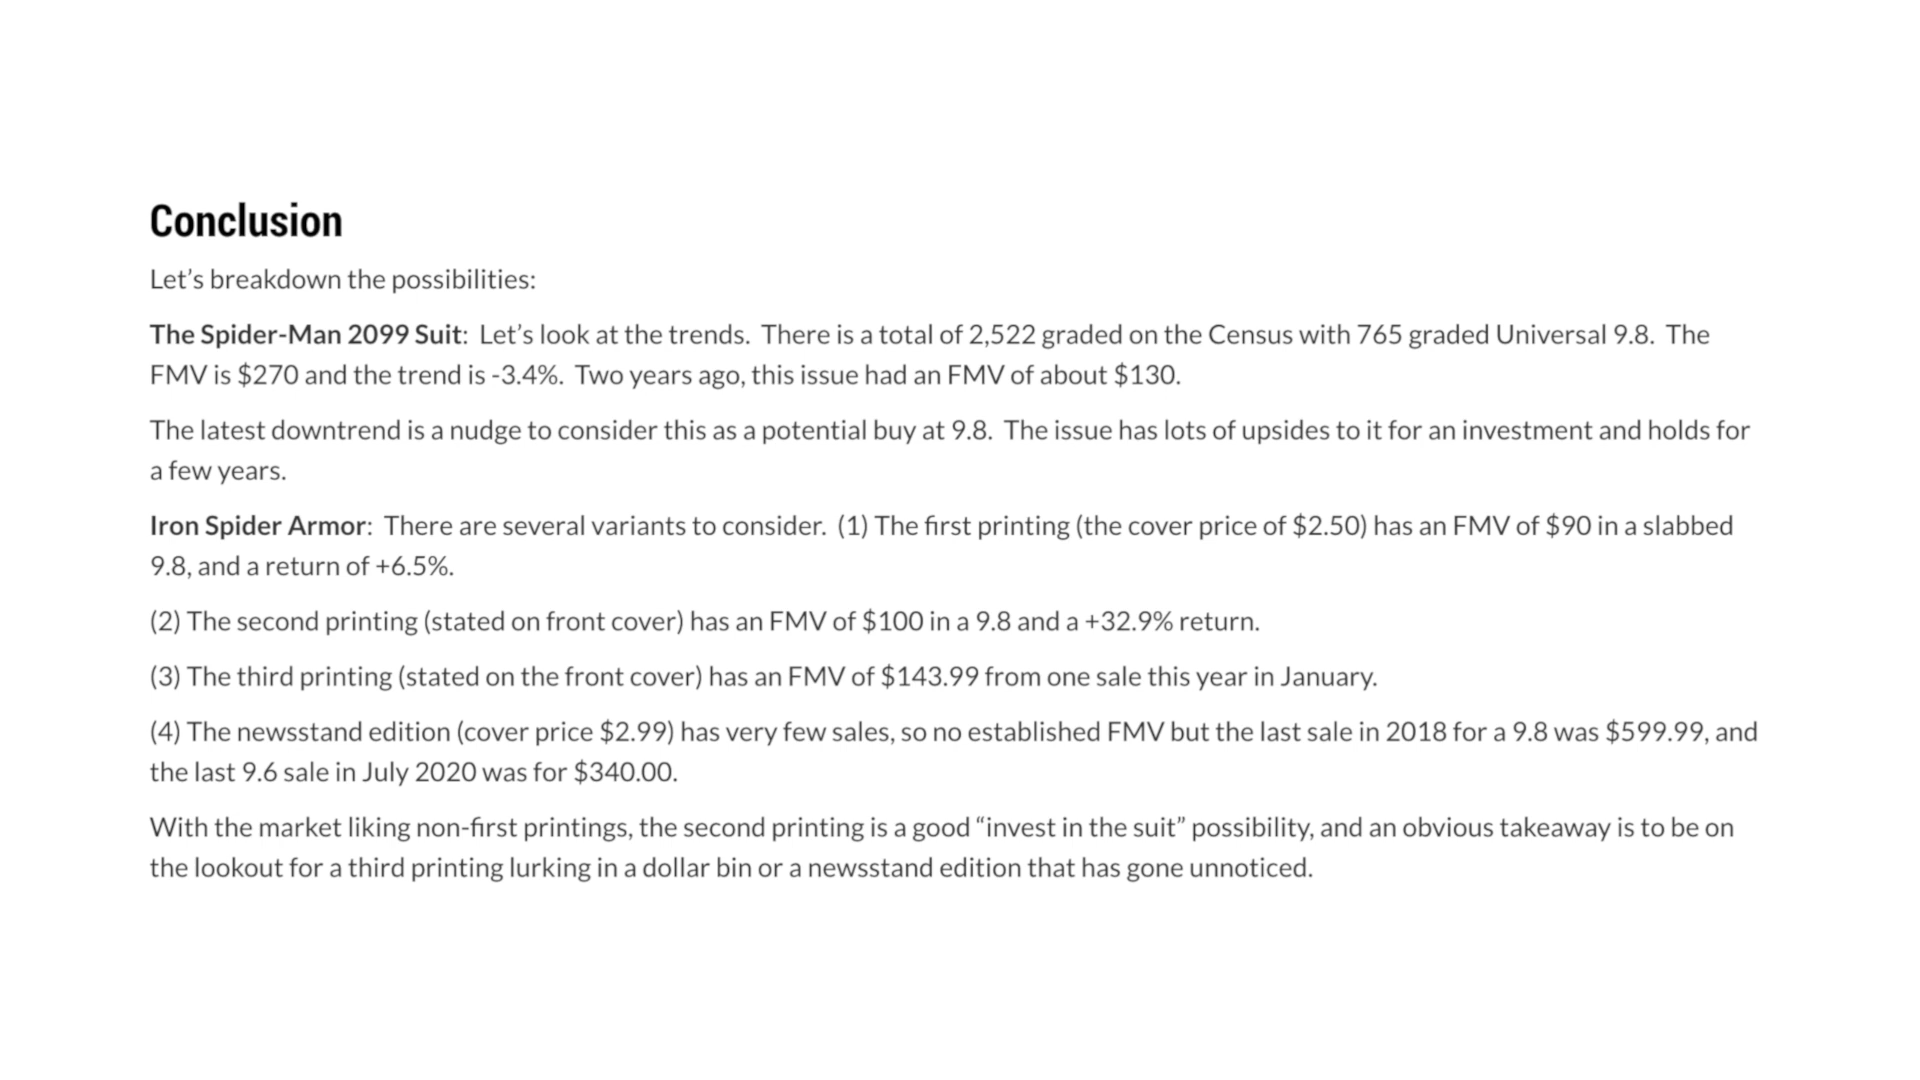 Conclusion
Let’s breakdown the possibilities:
The Spider-Man 2099 Suit:  Let’s look at the trends.  There is a total of 2,522 graded on the Census with 765 graded Universal 9.8.  The
FMV is $270 and the trend is -3.4%.  Two years ago, this issue had an FMV of about $130.
The latest downtrend is a nudge to consider this as a potential buy at 9.8.  The issue has lots of upsides to it for an investment and holds for
a few years.
Iron Spider Armor:  There are several variants to consider.  (1) The first printing (the cover price of $2.50) has an FMV of $90 in a slabbed
9.8, and a return of +6.5%.
(2) The second printing (stated on front cover) has an FMV of $100 in a 9.8 and a +32.9% return.
(3) The third printing (stated on the front cover) has an FMV of $143.99 from one sale this year in January.
(4) The newsstand edition (cover price $2.99) has very few sales, so no established FMV but the last sale in 2018 for a 9.8 was $599.99, and
the last 9.6 sale in July 2020 was for $340.00.
With the market liking non-first printings, the second printing is a good “invest in the suit” possibility, and an obvious takeaway is to be on
the lookout for a third printing lurking in a dollar bin or a newsstand edition that has gone unnoticed.